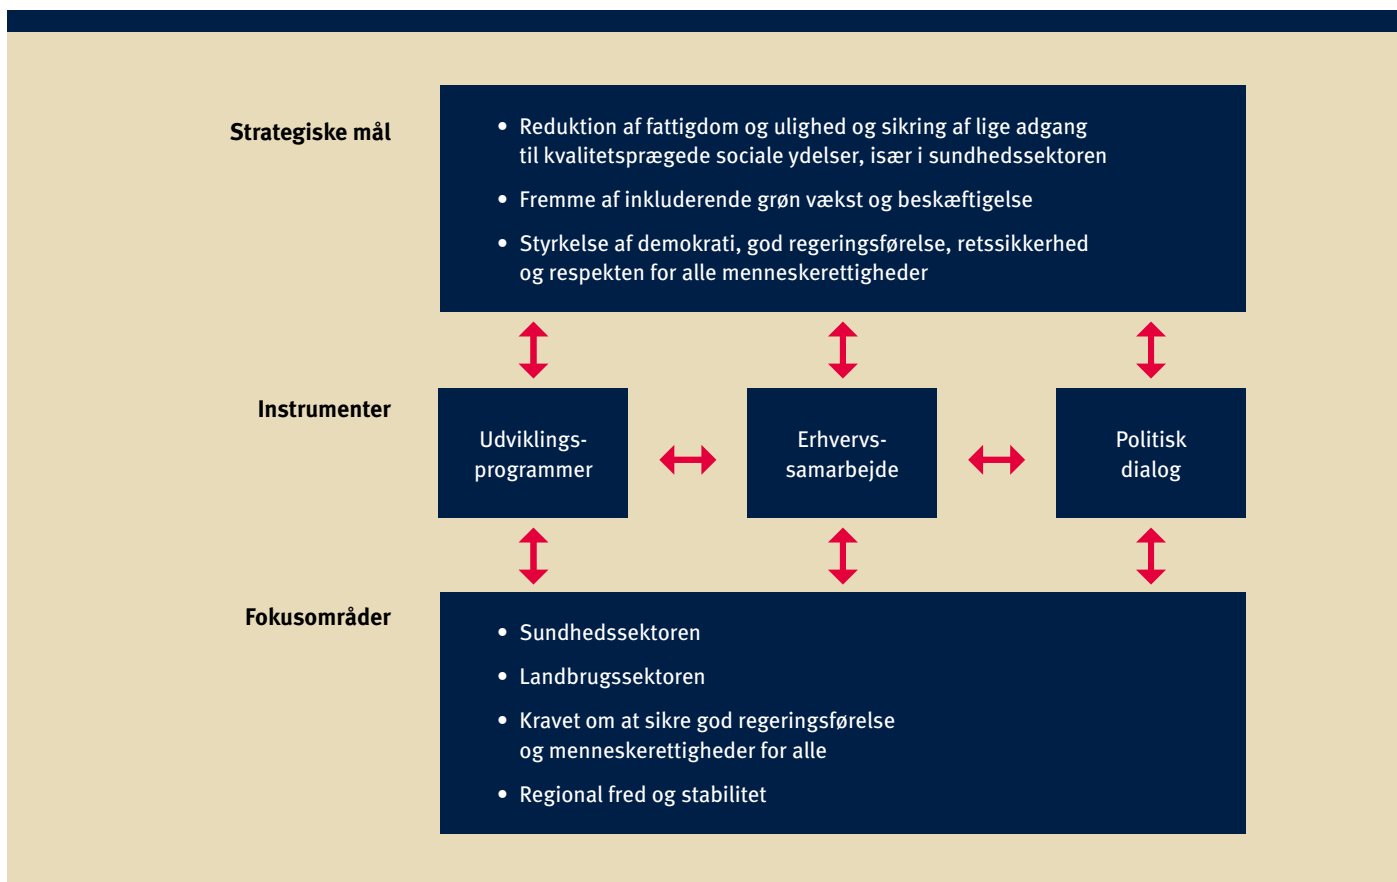 Strategiske mål
• Reduktion af fattigdom og ulighed og sikring af lige adgang
til kvalitetsprægede sociale ydelser, især i sundhedssektoren
• Fremme af inkluderende grøn vækst og beskæftigelse
• Styrkelse af demokrati, god regeringsførelse, retssikkerhed
og respekten for alle menneskerettigheder
Instrumenter
Udviklings-
programmer
Erhvervs-
samarbejde
Politisk
dialog
Fokusområder
• Sundhedssektoren
• Landbrugssektoren
• Kravet om at sikre god regeringsførelse
og menneskerettigheder for alle
• Regional fred og stabilitet